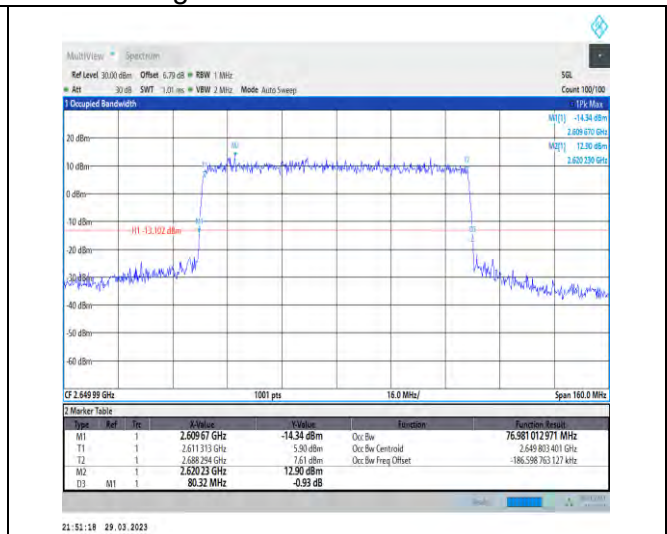 MultiView Spectrum
Ref Level 30.00 dBm Offset 6.79 dB RBW 1 MHz SGL
Att 30 dB SWT 1.01 ms VBW 2 MHz Mode Auto Sweep Count 100/100
1 Occupied Bandwidth 1Pk Max
M1[1] -14.34 dBm
2.609 670 GHz
M2[1] 12.90 dBm
2.620 230 GHz
20 dBm
M2
10 dBm
0 dBm
-10 dBm
H1 -13.102 dBm
-20 dBm
-30 dBm
-40 dBm
-50 dBm
-60 dBm
CF 2.649 99 GHz 1001 pts 16.0 MHz/ Span 160.0 MHz
2 Marker Table
Type Ref Trc X-Value Y-Value Function Function Result
M1 1 2.609 67 GHz -14.34 dBm Occ Bw 76.981 012 971 MHz
T1 1 2.611 313 GHz 5.90 dBm Occ Bw Centroid 2.649 803 401 GHz
T2 1 2.688 294 GHz 7.61 dBm Occ Bw Freq Offset -186.598 763 127 kHz
M2 1 2.620 23 GHz 12.90 dBm
D3 M1 1 80.32 MHz -0.93 dB
21:51:18 29.03.2023